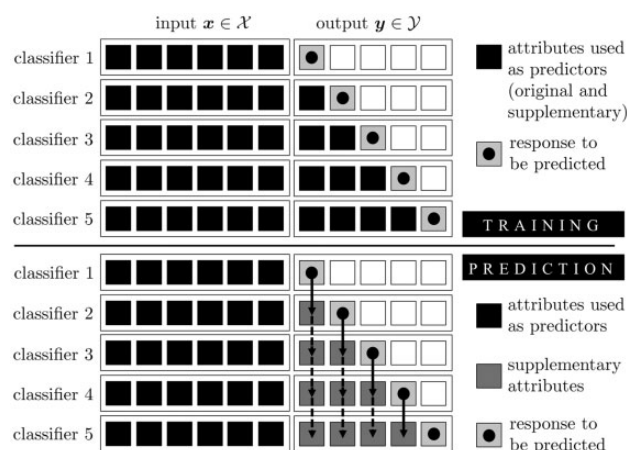 input x ∈ 𝒳
output y ∈ 𝒴
classifier 1
classifier 2
classifier 3
classifier 4
classifier 5
attributes used
as predictors
(original and
supplementary)
response to
be predicted
TRAINING
PREDICTION
classifier 1
classifier 2
classifier 3
classifier 4
classifier 5
attributes used
as predictors
supplementary
attributes
response to
be predicted